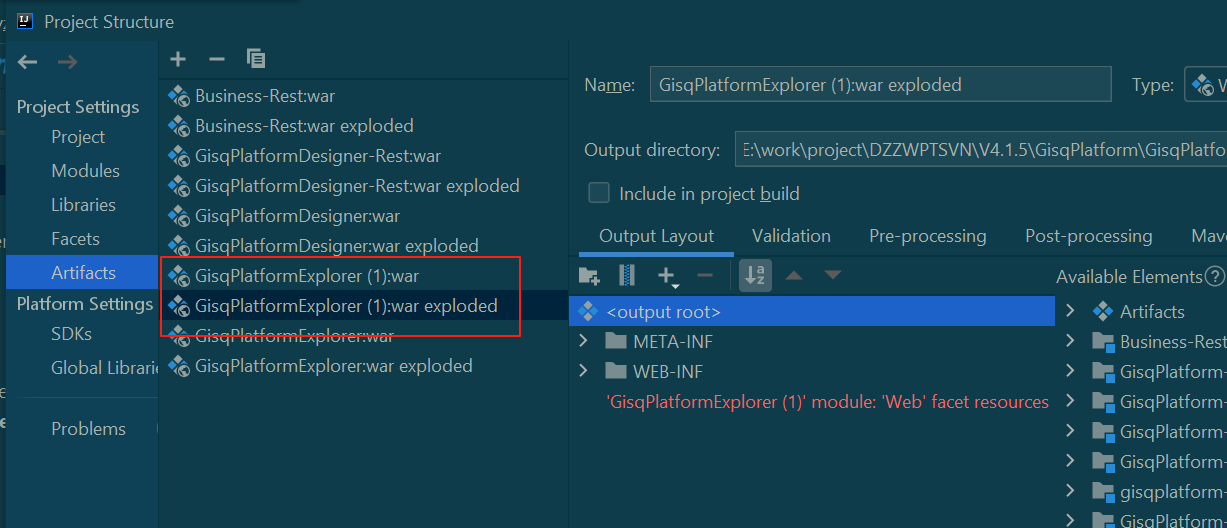 Project Structure
Project Settings
Project
Modules
Libraries
Facets
Artifacts
Platform Settings
SDKs
Global Librarie
Problems
Business-Rest:war
Business-Rest:war exploded
GisqPlatformDesigner-Rest:war
GisqPlatformDesigner-Rest:war exploded
GisqPlatformDesigner:war
GisqPlatformDesigner:war exploded
GisqPlatformExplorer (1):war
GisqPlatformExplorer (1):war exploded
GisqPlatformExplorer:war
GisqPlatformExplorer:war exploded
Name: GisqPlatformExplorer (1):war exploded Type:
Output directory: E:\work\project\DZZWPTSVN\V4.1.5\GisqPlatform\GisqPlatfo
Include in project build
Output Layout Validation Pre-processing Post-processing Mav
Available Elements
<output root>
META-INF
WEB-INF
'GisqPlatformExplorer (1)' module: 'Web' facet resources
Artifacts
Business-Rest
GisqPlatform-
GisqPlatform-
GisqPlatform-
GisqPlatform-
gisqplatform-
GisqPlatform-